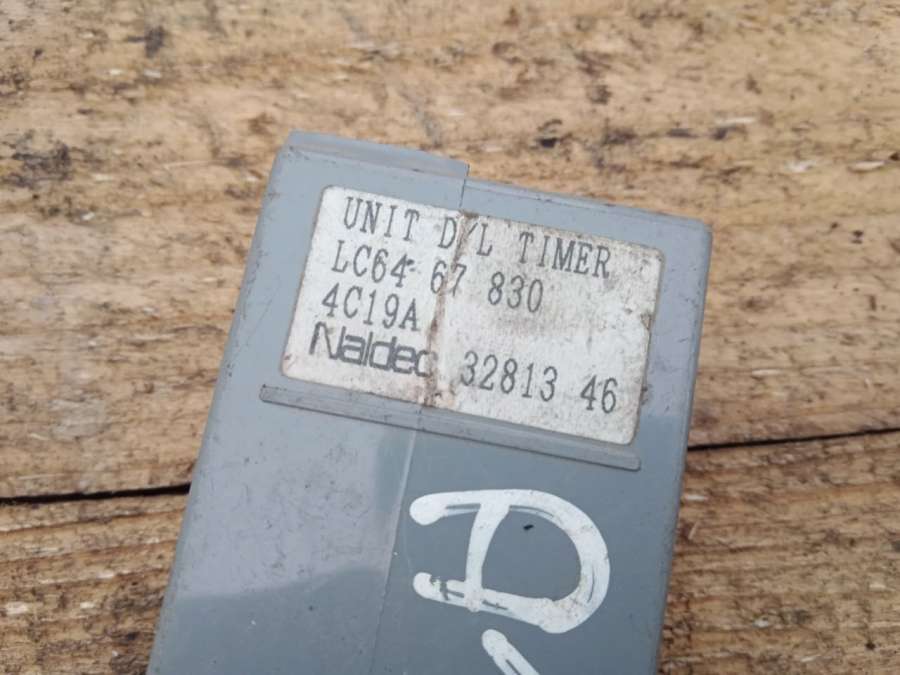 UNIT D/L TIMER
LC64 67 830
4C19A
Naldec 32813 46